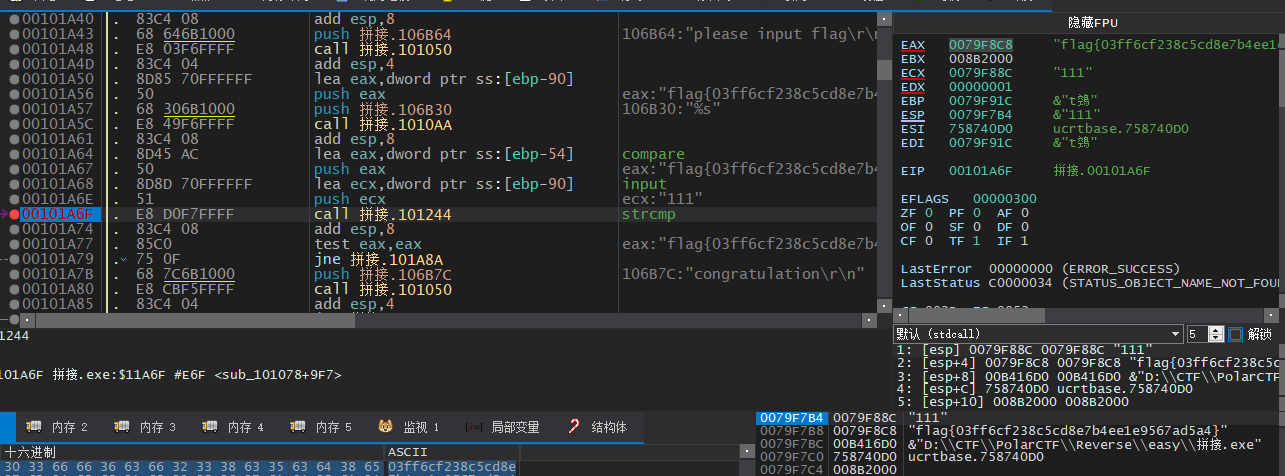 00101A40 . 83C4 08 add esp,8
00101A43 . 68 646B1000 push 拼接.106B64 106B64:"please input flag\r\n
00101A48 . E8 03F6FFFF call 拼接.101050
00101A4D . 83C4 04 add esp,4
00101A50 . 8D85 70FFFFFF lea eax,dword ptr ss:[ebp-90]
00101A56 . 50 push eax eax:"flag{03ff6cf238c5cd8e7b4
00101A57 . 68 306B1000 push 拼接.106B30 106B30:"%s"
00101A5C . E8 49F6FFFF call 拼接.1010AA
00101A61 . 83C4 08 add esp,8
00101A64 . 8D45 AC lea eax,dword ptr ss:[ebp-54] compare
00101A67 . 50 push eax eax:"flag{03ff6cf238c5cd8e7b4
00101A68 . 8D8D 70FFFFFF lea ecx,dword ptr ss:[ebp-90] input
00101A6E . 51 push ecx ecx:"111"
00101A6F . E8 D0F7FFFF call 拼接.101244 strcmp
00101A74 . 83C4 08 add esp,8
00101A77 . 85C0 test eax,eax eax:"flag{03ff6cf238c5cd8e7b4
00101A79 . 75 0F jne 拼接.101A8A
00101A7B . 68 7C6B1000 push 拼接.106B7C 106B7C:"congratulation\r\n"
00101A80 . E8 CBF5FFFF call 拼接.101050
00101A85 . 83C4 04 add esp,4
隐藏FPU
EAX 0079F8C8 "flag{03ff6cf238c5cd8e7b4ee1e
EBX 008B2000
ECX 0079F88C "111"
EDX 00000001
EBP 0079F91C &"t鴉"
ESP 0079F7B4 &"111"
ESI 758740D0 ucrtbase.758740D0
EDI 0079F91C &"t鴉"
EIP 00101A6F 拼接.00101A6F
EFLAGS 00000300
ZF 0 PF 0 AF 0
OF 0 SF 0 DF 0
CF 0 TF 1 IF 1
LastError 00000000 (ERROR_SUCCESS)
LastStatus C0000034 (STATUS_OBJECT_NAME_NOT_FOU
1244
101A6F 拼接.exe:$11A6F #E6F <sub_101078+9F7>
默认 (stdcall) 5 解锁
1: [esp] 0079F88C 0079F88C "111"
2: [esp+4] 0079F8C8 0079F8C8 "flag{03ff6cf238c5c
3: [esp+8] 00B416D0 00B416D0 &"D:\\CTF\\PolarCTF
4: [esp+C] 758740D0 ucrtbase.758740D0
5: [esp+10] 008B2000 008B2000
内存 2 内存 3 内存 4 内存 5 监视 1 局部变量 结构体
十六进制 ASCII
30 33 66 66 36 63 66 32 33 38 63 35 63 64 38 65 03ff6cf238c5cd8e
0079F7B4 0079F88C "111"
0079F7B8 0079F8C8 "flag{03ff6cf238c5cd8e7b4ee1e9567ad5a4}"
0079F7BC 00B416D0 &"D:\\CTF\\PolarCTF\\Reverse\\easy\\拼接.exe"
0079F7C0 758740D0 ucrtbase.758740D0
0079F7C4 008B2000